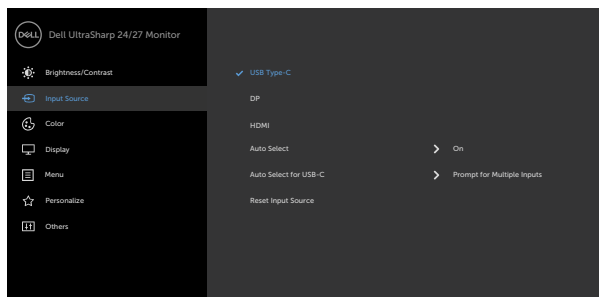 DELL Dell UltraSharp 24/27 Monitor
Brightness/Contrast
Input Source
Color
Display
Menu
Personalize
Others
USB Type-C
DP
HDMI
Auto Select On
Auto Select for USB-C Prompt for Multiple Inputs
Reset Input Source